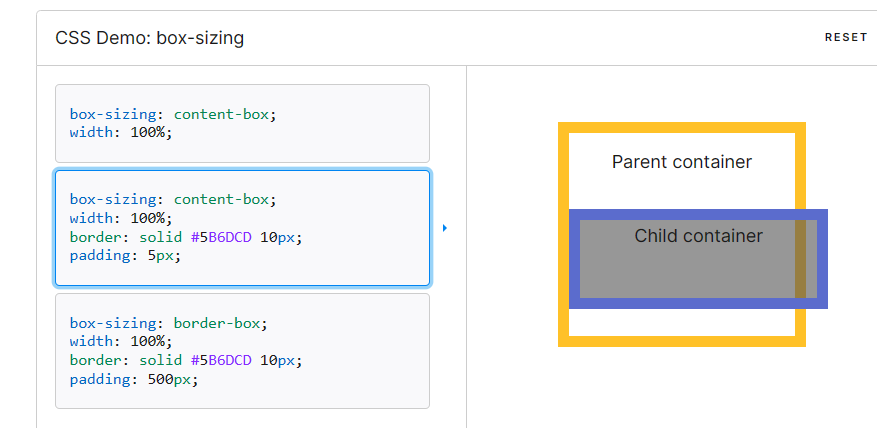 CSS Demo: box-sizing
RESET
box-sizing: content-box;
width: 100%;
box-sizing: content-box;
width: 100%;
border: solid #5B6DCD 10px;
padding: 5px;
box-sizing: border-box;
width: 100%;
border: solid #5B6DCD 10px;
padding: 500px;
Parent container
Child container